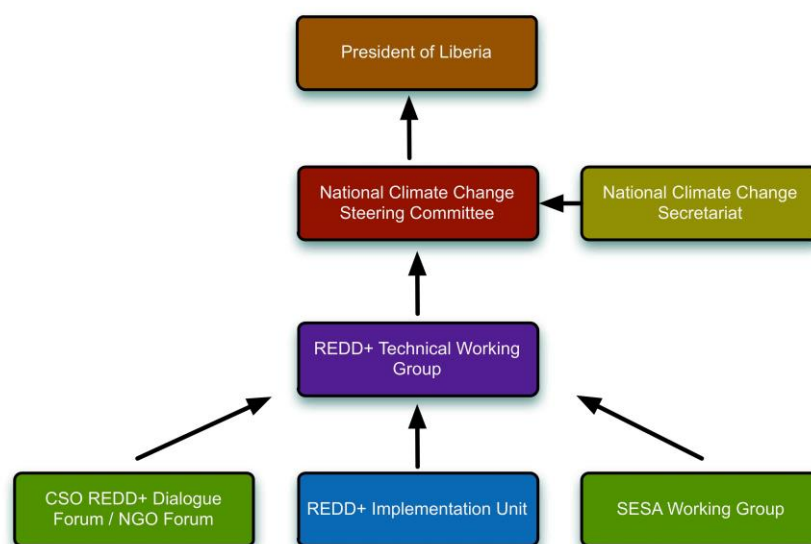 President of Liberia
National Climate Change
Steering Committee
National Climate Change
Secretariat
REDD+ Technical Working
Group
CSO REDD+ Dialogue
Forum / NGO Forum
REDD+ Implementation Unit
SESA Working Group